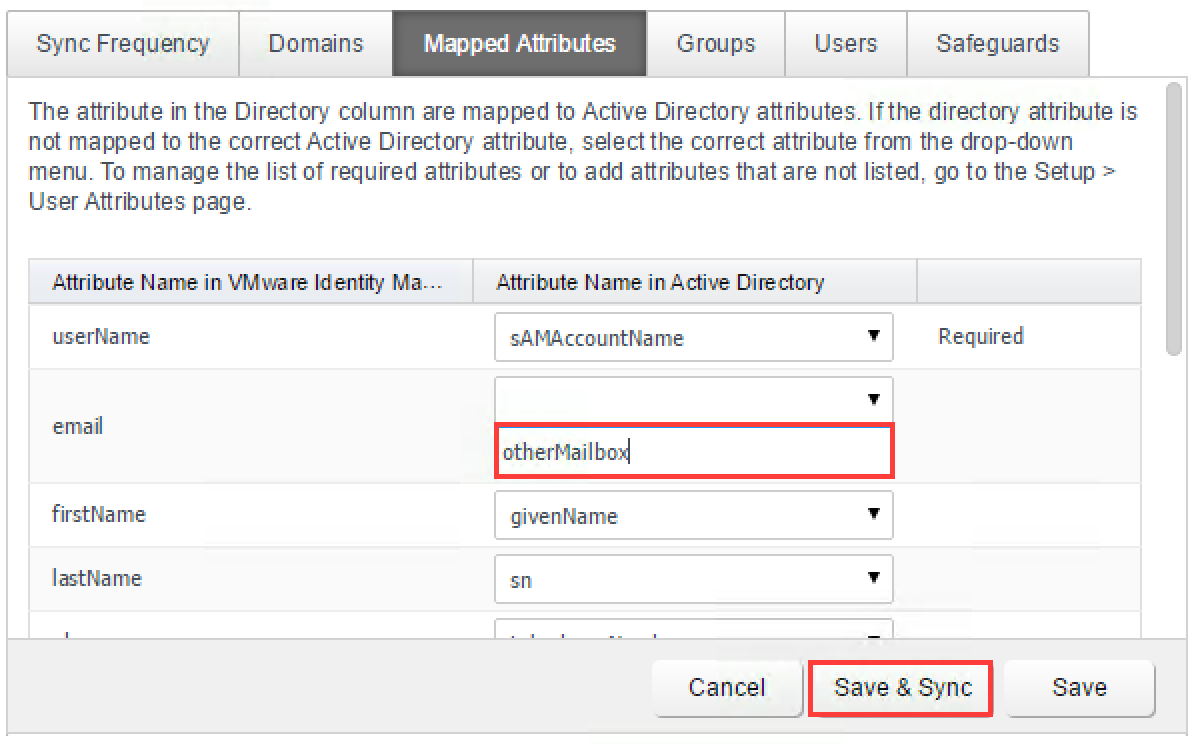 Sync Frequency Domains Mapped Attributes Groups Users Safeguards
The attribute in the Directory column are mapped to Active Directory attributes. If the directory attribute is
not mapped to the correct Active Directory attribute, select the correct attribute from the drop-down
menu. To manage the list of required attributes or to add attributes that are not listed, go to the Setup >
User Attributes page.
Attribute Name in VMware Identity Ma... Attribute Name in Active Directory
userName sAMAccountName Required
email
otherMailbox
firstName givenName
lastName sn
Cancel Save & Sync Save